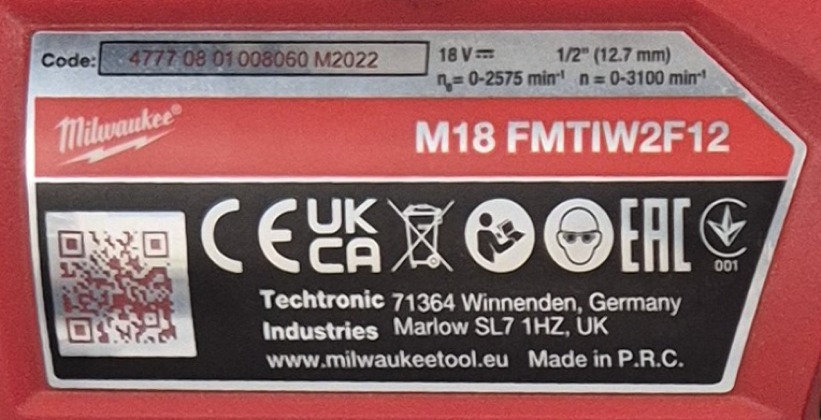 Code: 4777 08 01 008060 M2022
18 V ⎓ 1/2" (12.7 mm)
n₀= 0-2575 min⁻¹ n = 0-3100 min⁻¹
Milwaukee®
M18 FMTIW2F12
CE UK CA EAC
001
Techtronic 71364 Winnenden, Germany
Industries Marlow SL7 1HZ, UK
www.milwaukeetool.eu Made in P.R.C.